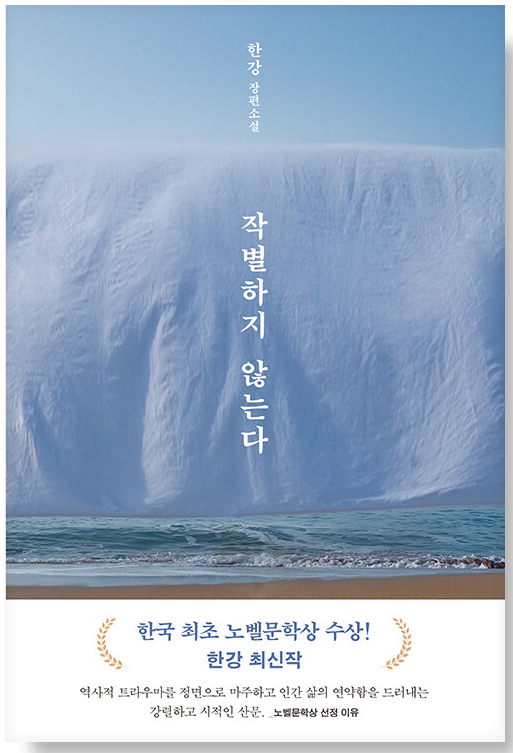 한강 장편소설
작별하지 않는다
한국 최초 노벨문학상 수상!
한강 최신작
역사적 트라우마를 정면으로 마주하고 인간 삶의 연약함을 드러내는
강렬하고 시적인 산문. _노벨문학상 선정 이유